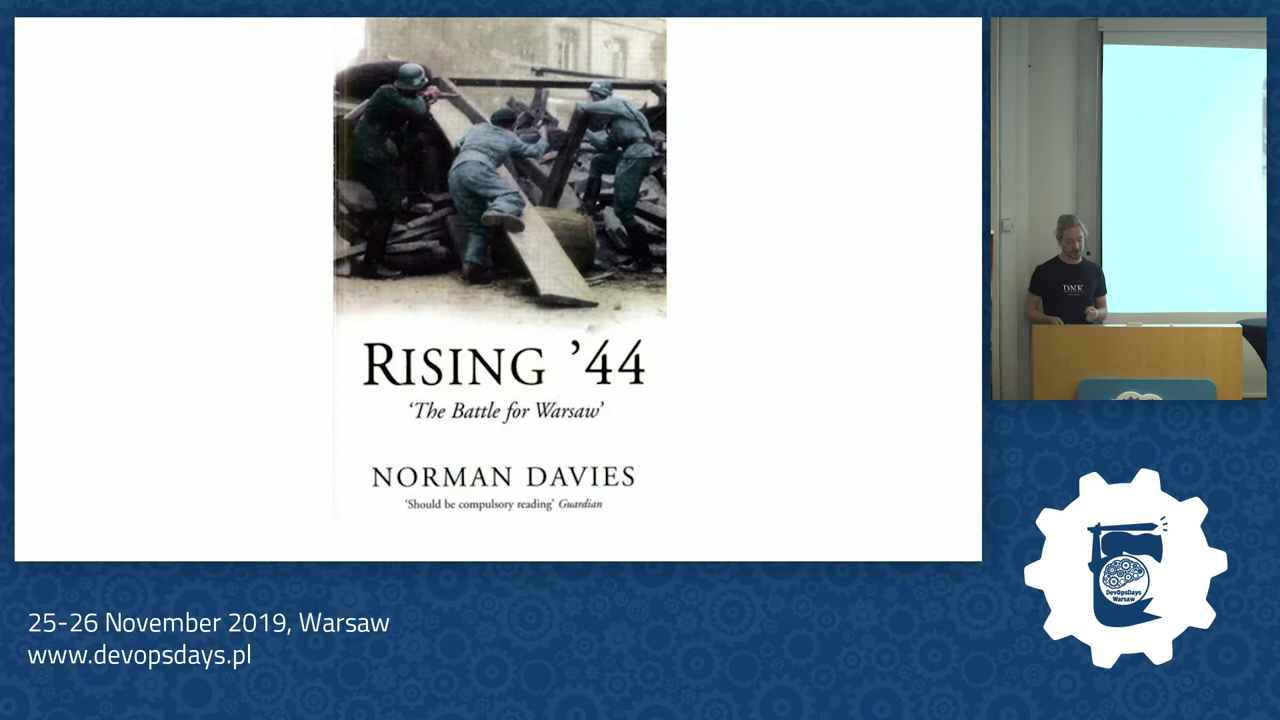 RISING ’44
‘The Battle for Warsaw’
NORMAN DAVIES
‘Should be compulsory reading’ Guardian
DNK
25-26 November 2019, Warsaw
www.devopsdays.pl
DevOpsDays
Warsaw